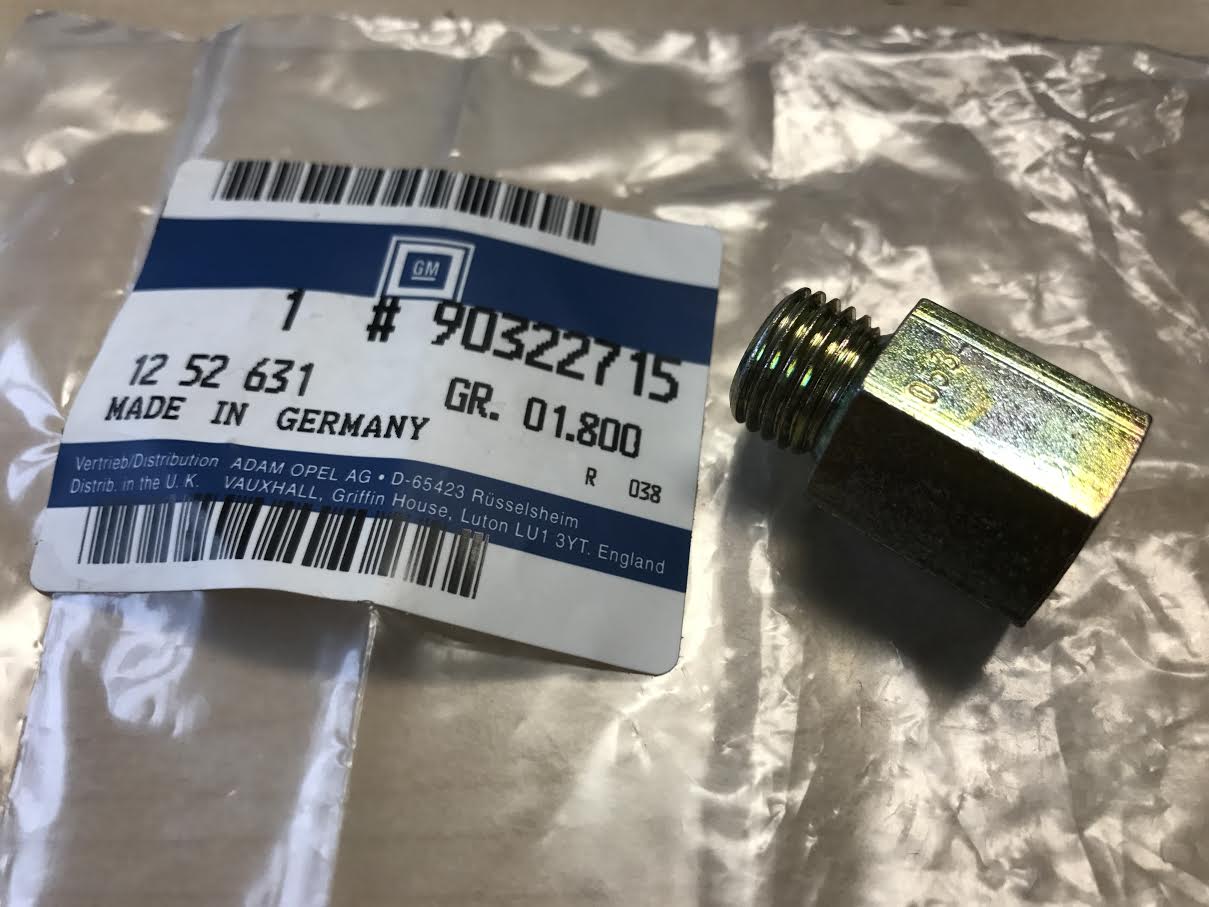 GM
1 # 90322715
12 52 631 GR. 01.800
MADE IN GERMANY
R 038
Vertrieb/Distribution ADAM OPEL AG • D-65423 Rüsselsheim
Distrib. in the U. K. VAUXHALL, Griffin House, Luton LU1 3YT. England